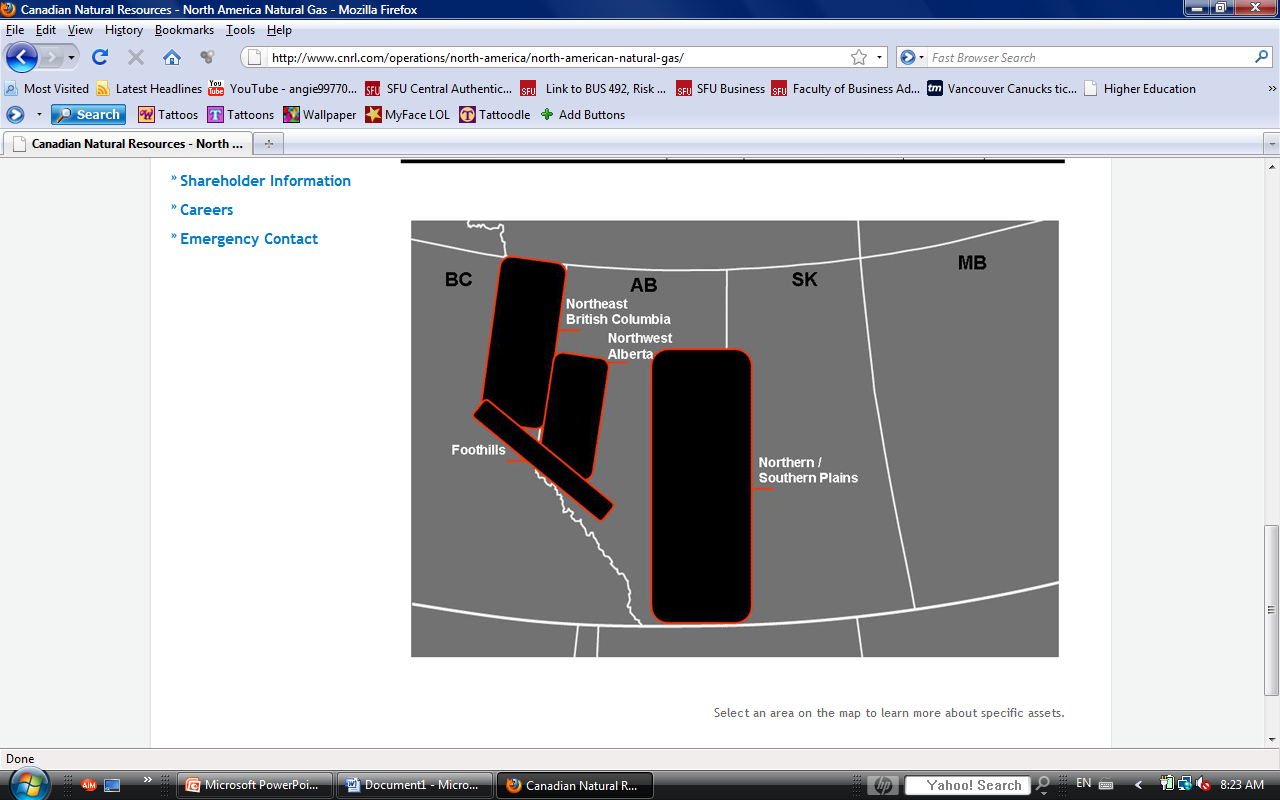 Canadian Natural Resources - North America Natural Gas - Mozilla Firefox
File Edit View History Bookmarks Tools Help
http://www.cnrl.com/operations/north-america/north-american-natural-gas/ Fast Browser Search
Most Visited Latest Headlines YouTube - angie99770... SFU Central Authentic... Link to BUS 492, Risk ... SFU Business Faculty of Business Ad... Vancouver Canucks tic... Higher Education
Search Tattoos Tattoons Wallpaper MyFace LOL Tattoodle Add Buttons
Canadian Natural Resources - North ...
» Shareholder Information
» Careers
» Emergency Contact
BC
AB
SK
MB
Northeast
British Columbia
Northwest
Alberta
Foothills
Northern /
Southern Plains
Select an area on the map to learn more about specific assets.
Done
AIM Microsoft PowerPoi... Document1 - Micro... Canadian Natural R... hp Yahoo! Search EN 8:23 AM